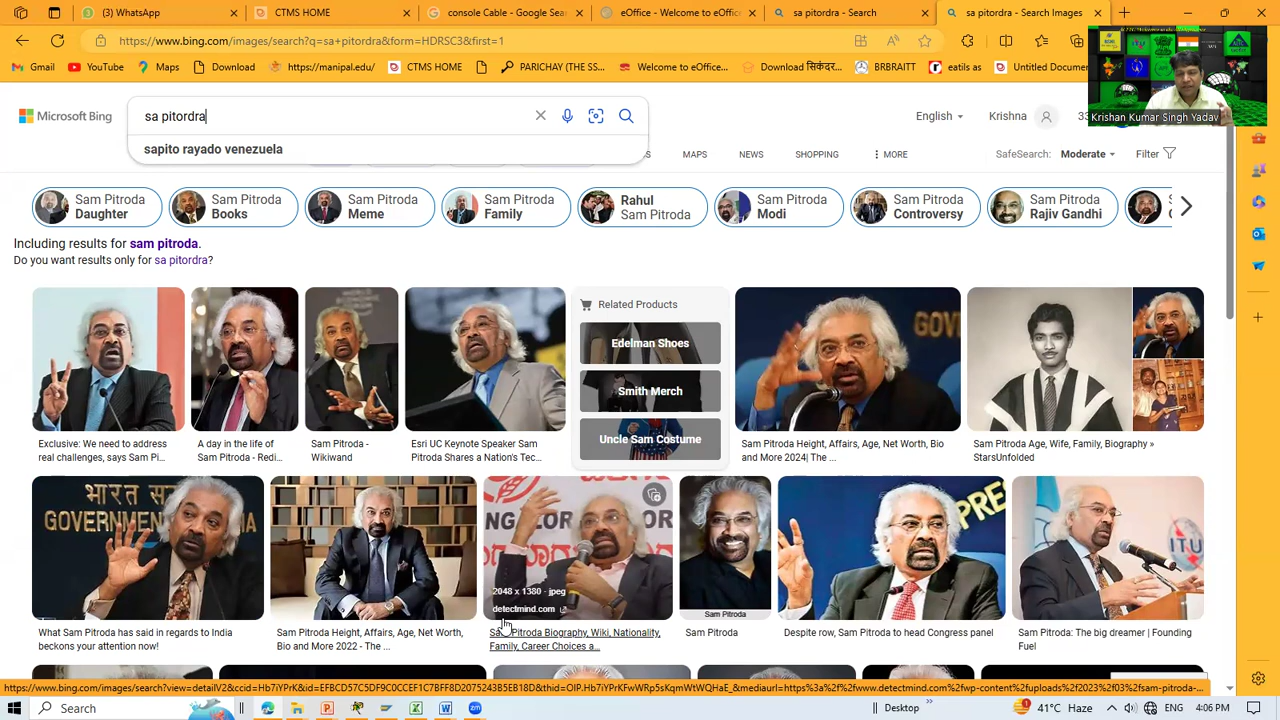 (3) WhatsApp
CTMS HOME
console Cable - Google Sea
eOffice - Welcome to eOffice
sa pitordra - Search
sa pitordra - Search Images
https://www.bing.com/images/search?q=sa+pitordra&form=HDRSC3&first=1
Gmail
YouTube
Maps
Download
https://manipal.edu/
CTMS HOME
PARICHAY (THE SS...
Welcome to eOffice
Download सिकंदर...
BRBRAITT
eatils as
Untitled Documen
Krishan Kumar Singh Yadav
Microsoft Bing
sa pitordra
sapito rayado venezuela
English
Krishna
33
MAPS
NEWS
SHOPPING
MORE
SafeSearch: Moderate
Filter
Sam Pitroda
Daughter
Sam Pitroda
Books
Sam Pitroda
Meme
Sam Pitroda
Family
Rahul
Sam Pitroda
Sam Pitroda
Modi
Sam Pitroda
Controversy
Sam Pitroda
Rajiv Gandhi
Including results for sam pitroda.
Do you want results only for sa pitordra?
Related Products
Edelman Shoes
Smith Merch
Uncle Sam Costume
GOV
Exclusive: We need to address
real challenges, says Sam Pi...
A day in the life of
Sam Pitroda - Redi...
Sam Pitroda -
Wikiwand
Esri UC Keynote Speaker Sam
Pitroda Shares a Nation's Tec...
Sam Pitroda Height, Affairs, Age, Net Worth, Bio
and More 2024| The ...
Sam Pitroda Age, Wife, Family, Biography »
StarsUnfolded
भारत स
GOVERNMEN
2048 x 1380 · jpeg
detectmind.com
Sam Pitroda
PRE
ITU
What Sam Pitroda has said in regards to India
beckons your attention now!
Sam Pitroda Height, Affairs, Age, Net Worth,
Bio and More 2022 - The ...
Sam Pitroda Biography, Wiki, Nationality,
Family, Career Choices a...
Sam Pitroda
Despite row, Sam Pitroda to head Congress panel
Sam Pitroda: The big dreamer | Founding
Fuel
Search
Desktop
41°C Haze
ENG
4:06 PM